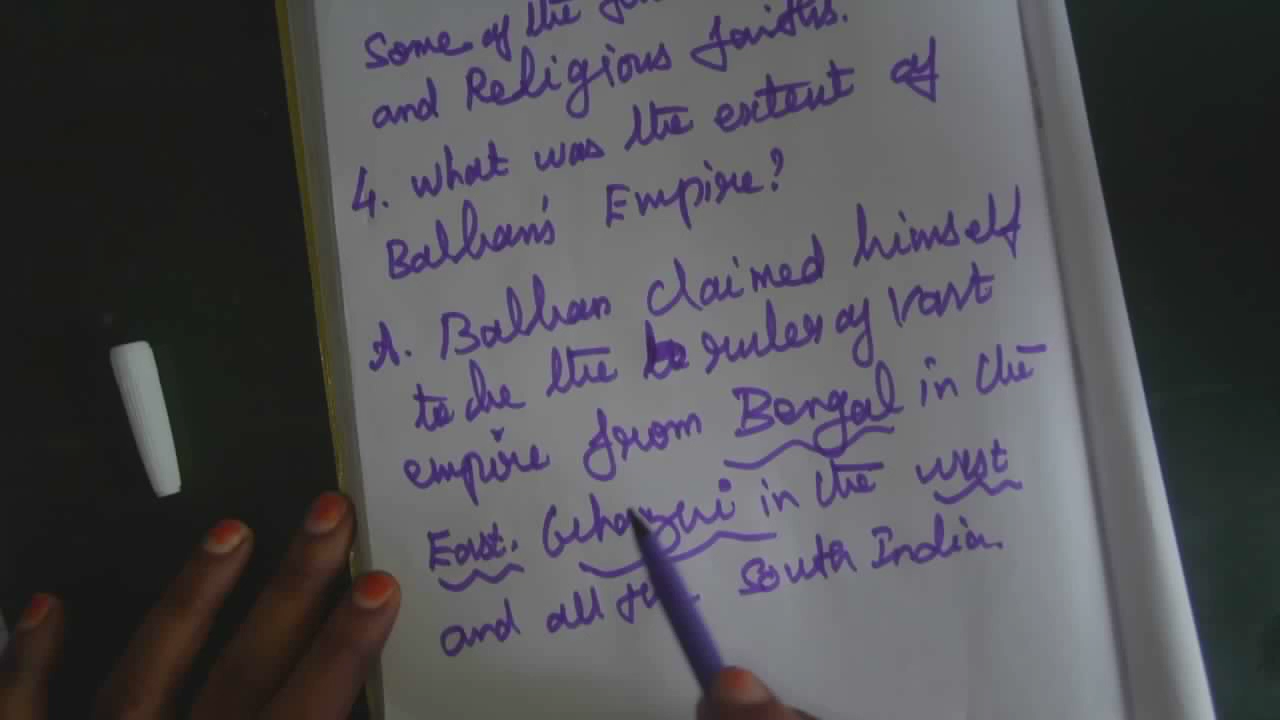 Some of the
and Religious faiths.
4. What was the extent of
Balban's Empire?
A. Balban claimed himself
to be the ruler of vast
empire from Bengal in the
East. Ghazni in the west
and all the South India.